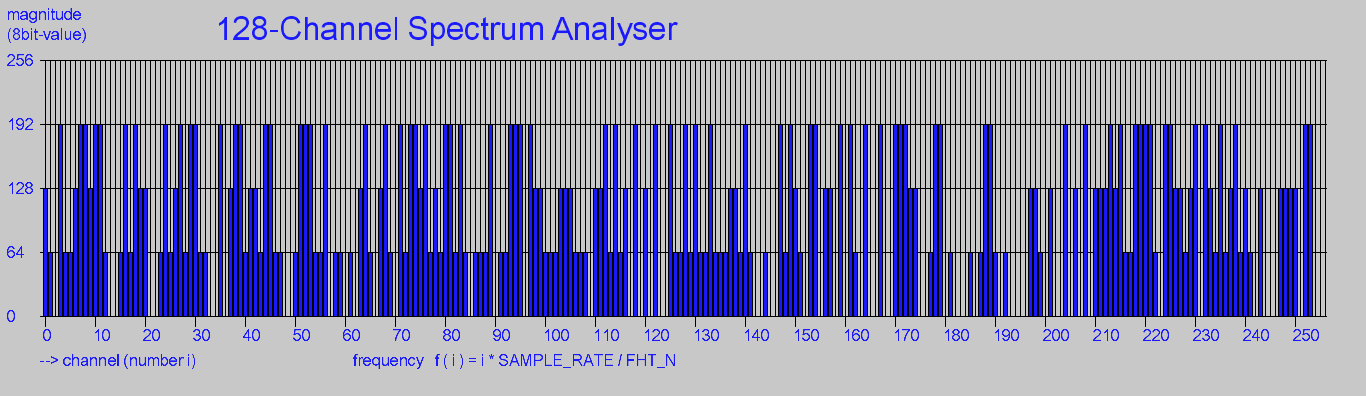 magnitude
(8bit-value)
128-Channel Spectrum Analyser
256
192
128
64
0
0 10 20 30 40 50 60 70 80 90 100 110 120 130 140 150 160 170 180 190 200 210 220 230 240 250
--> channel (number i) frequency f ( i ) = i * SAMPLE_RATE / FHT_N